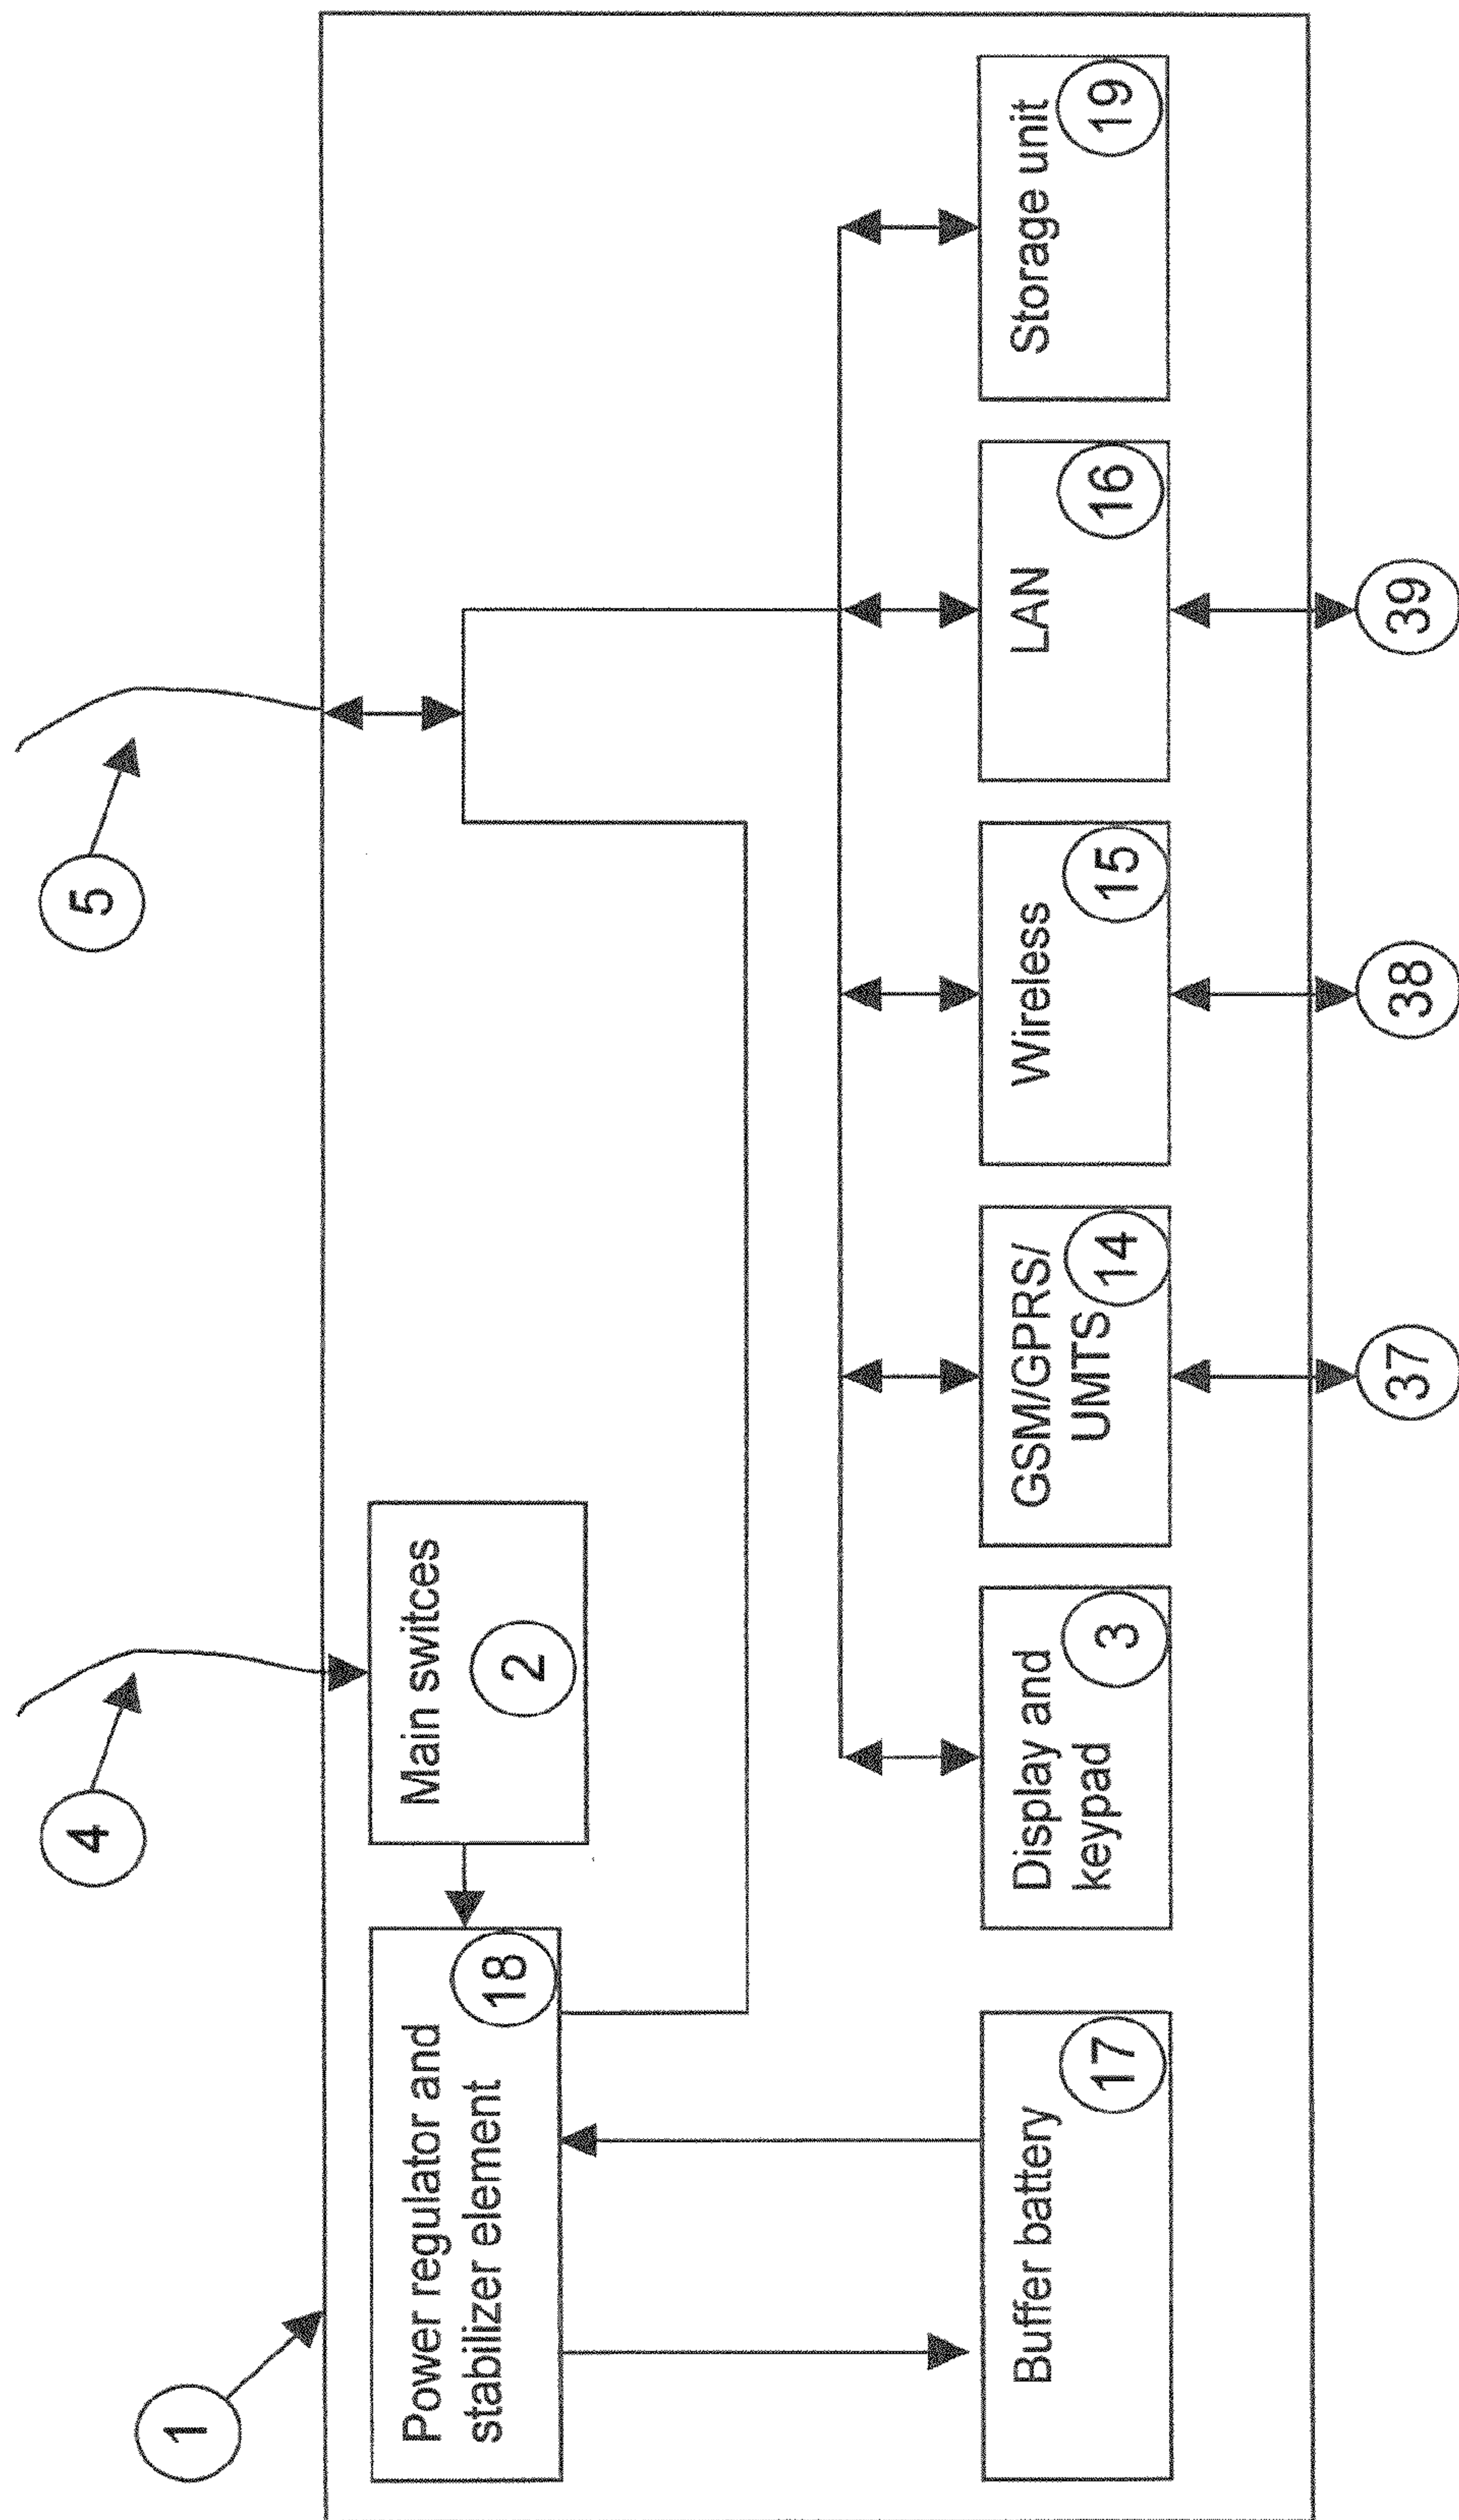 1
4
5
Power regulator and
stabilizer element
18
Main switces
2
Buffer battery
17
Display and
keypad
3
GSM/GPRS/
UMTS
14
Wireless
15
LAN
16
Storage unit
19
37
38
39